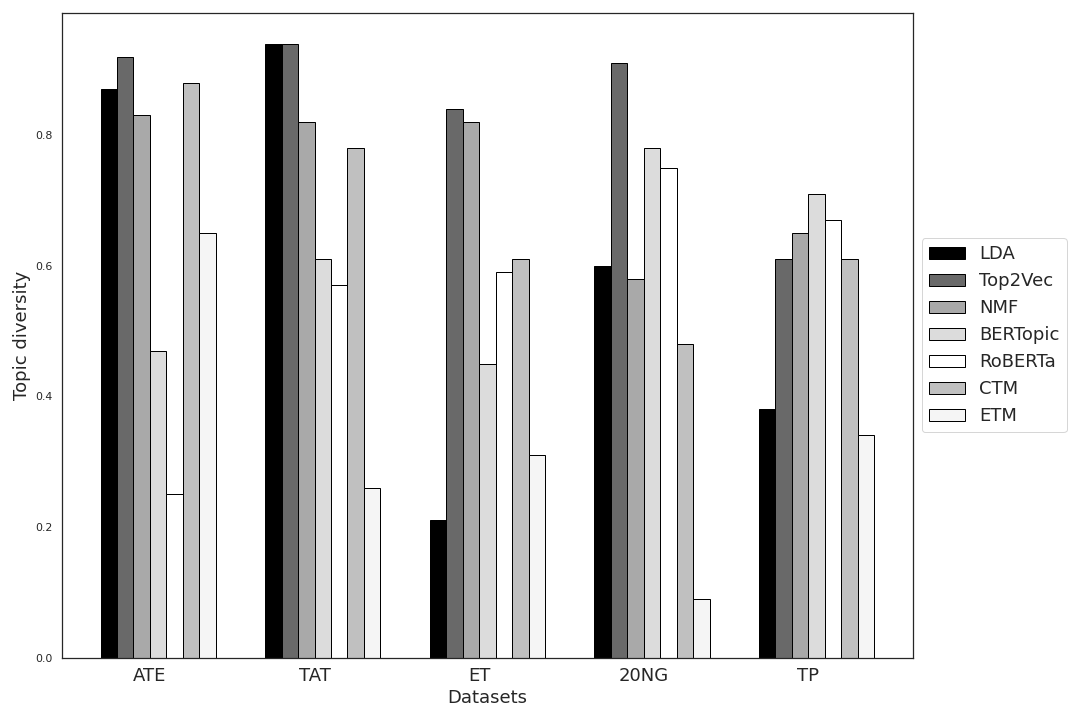 Topic diversity
0.8
0.6
0.4
0.2
0.0
ATE
TAT
ET
20NG
TP
Datasets
LDA
Top2Vec
NMF
BERTopic
RoBERTa
CTM
ETM